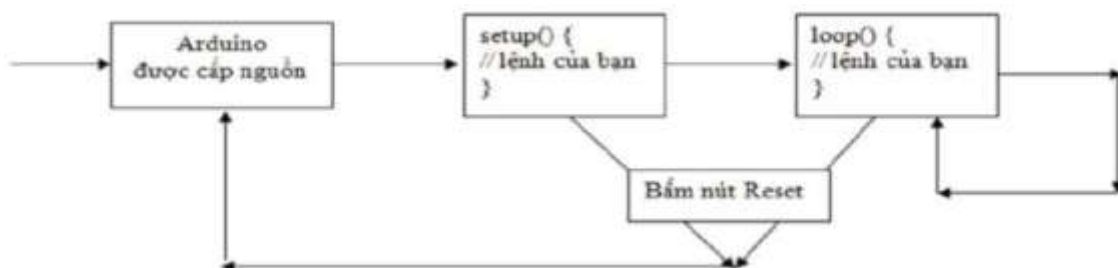 Arduino
được cấp nguồn
setup() {
//lệnh của bạn
}
loop() {
//lệnh của bạn
}
Bấm nút Reset